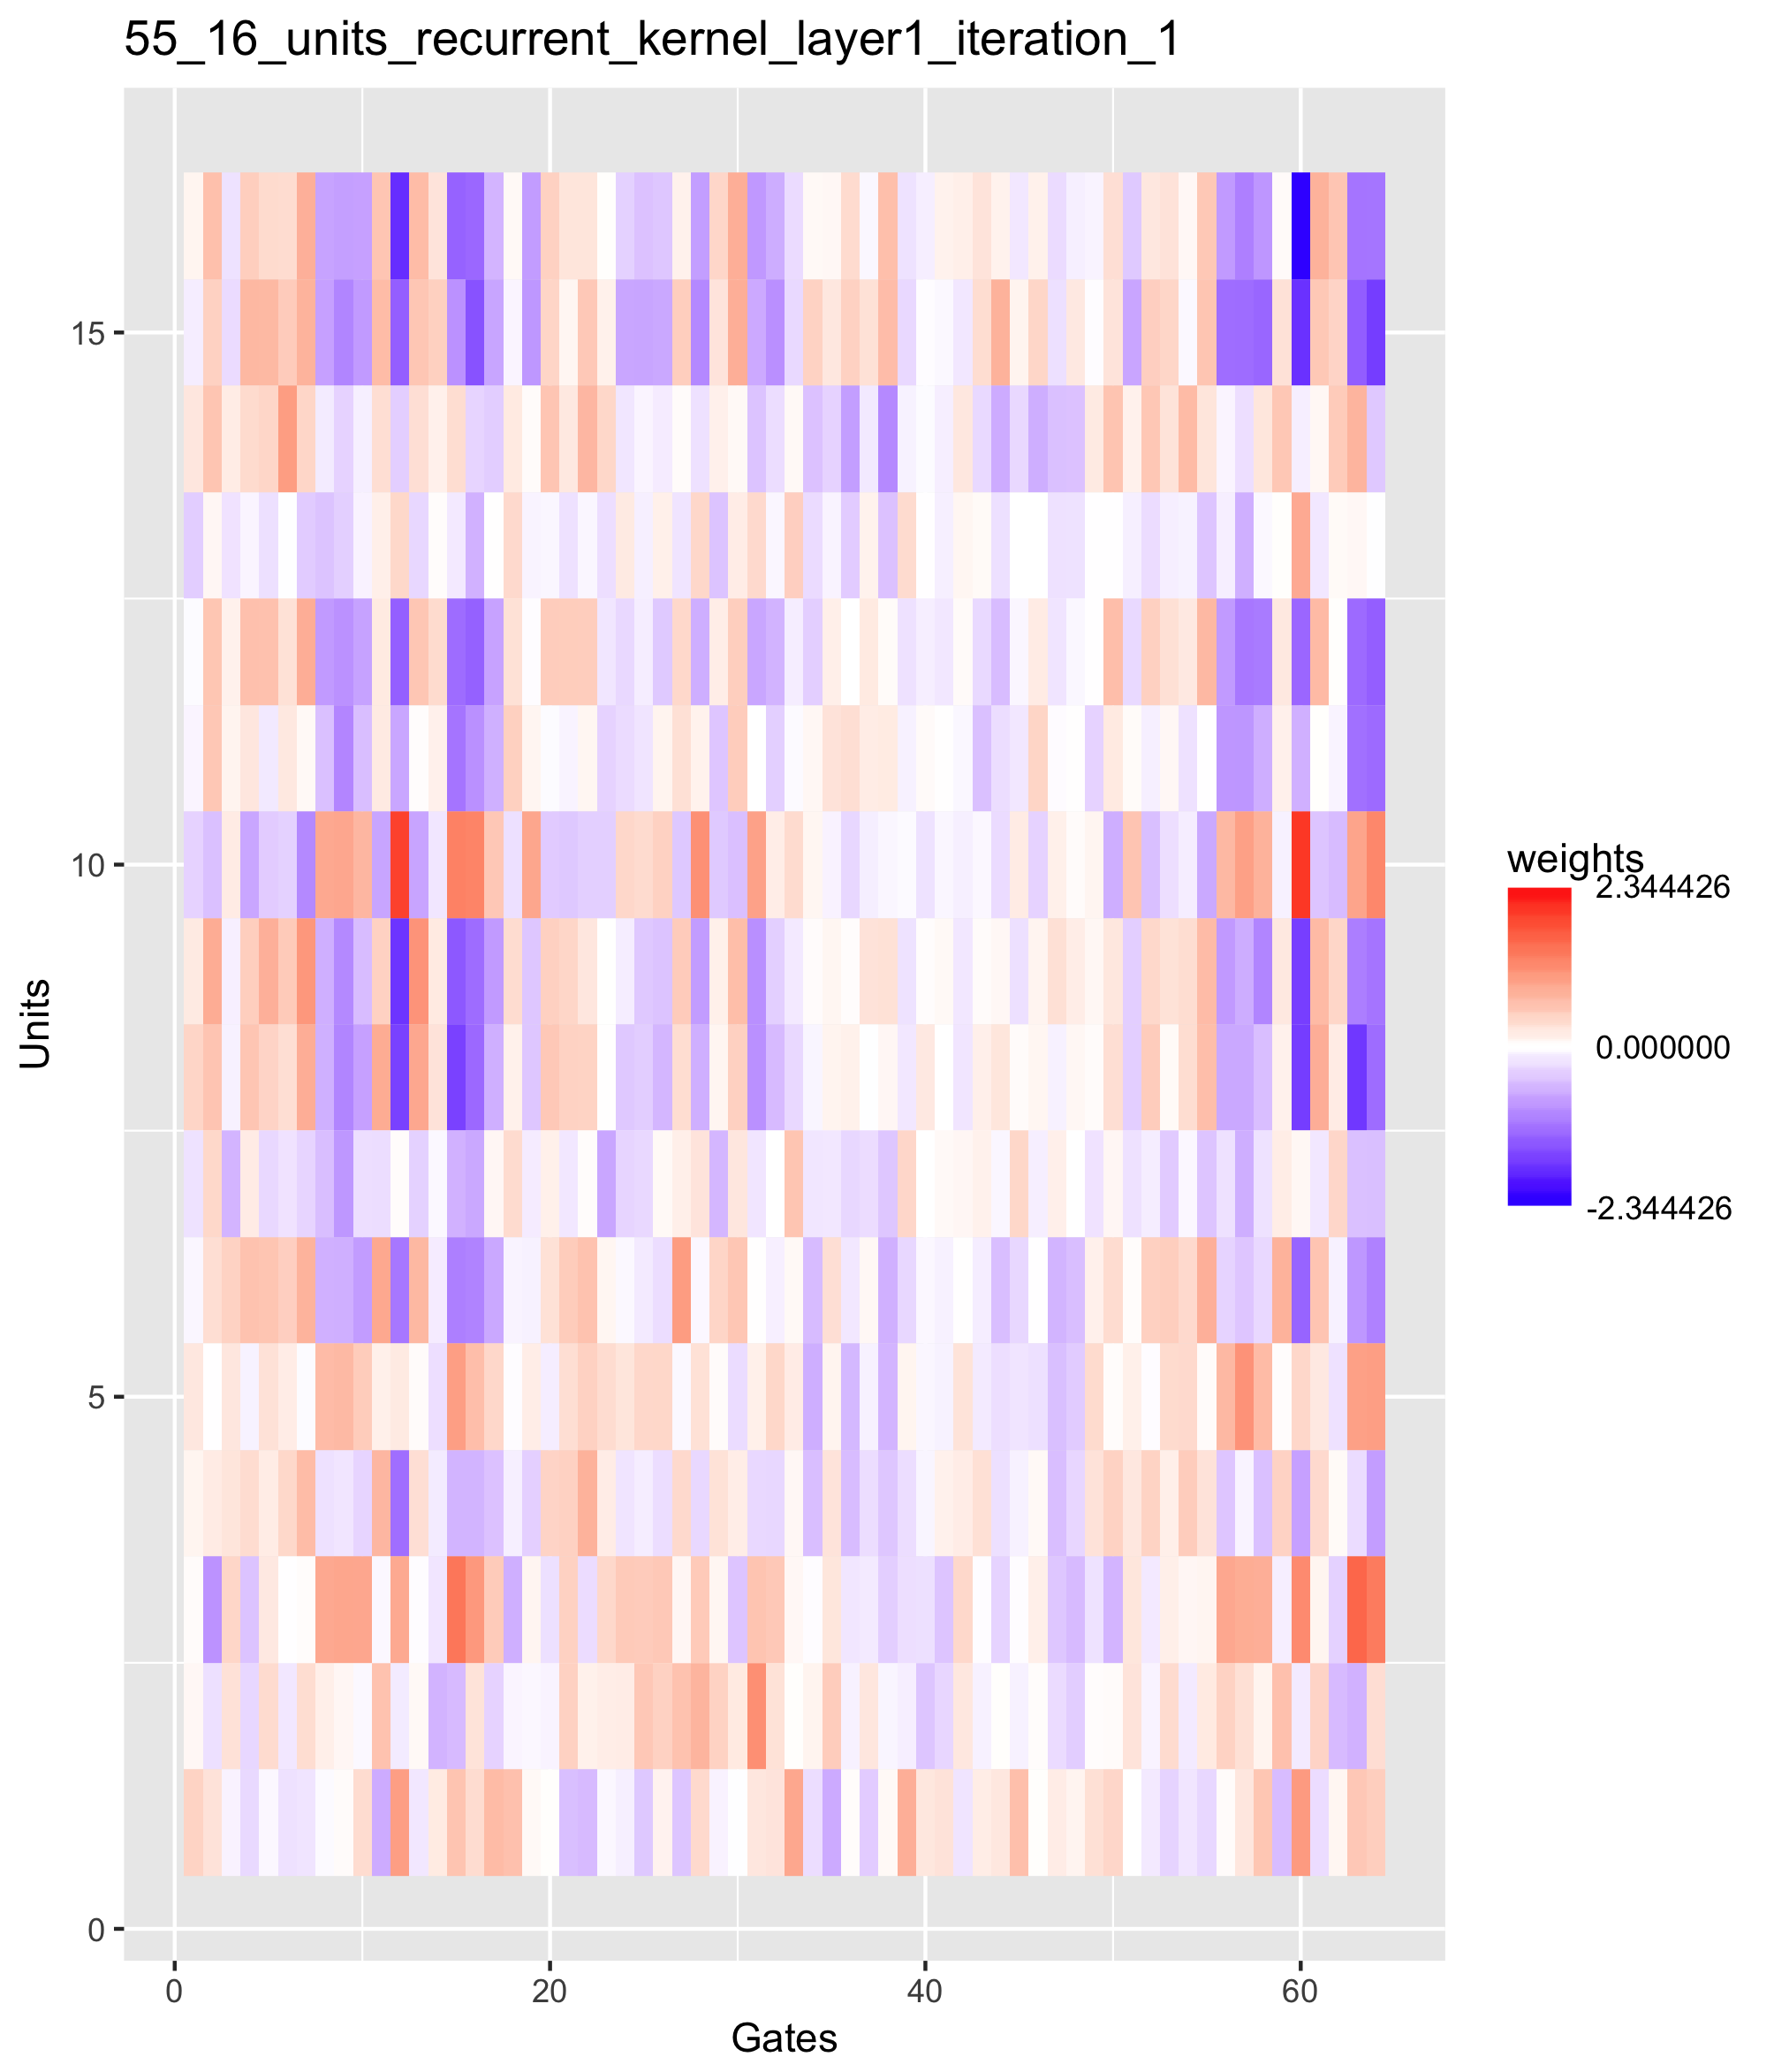 55_16_units_recurrent_kernel_layer1_iteration_1
15
10
5
0
Units
0 20 40 60
Gates
weights
2.344426
0.000000
-2.344426